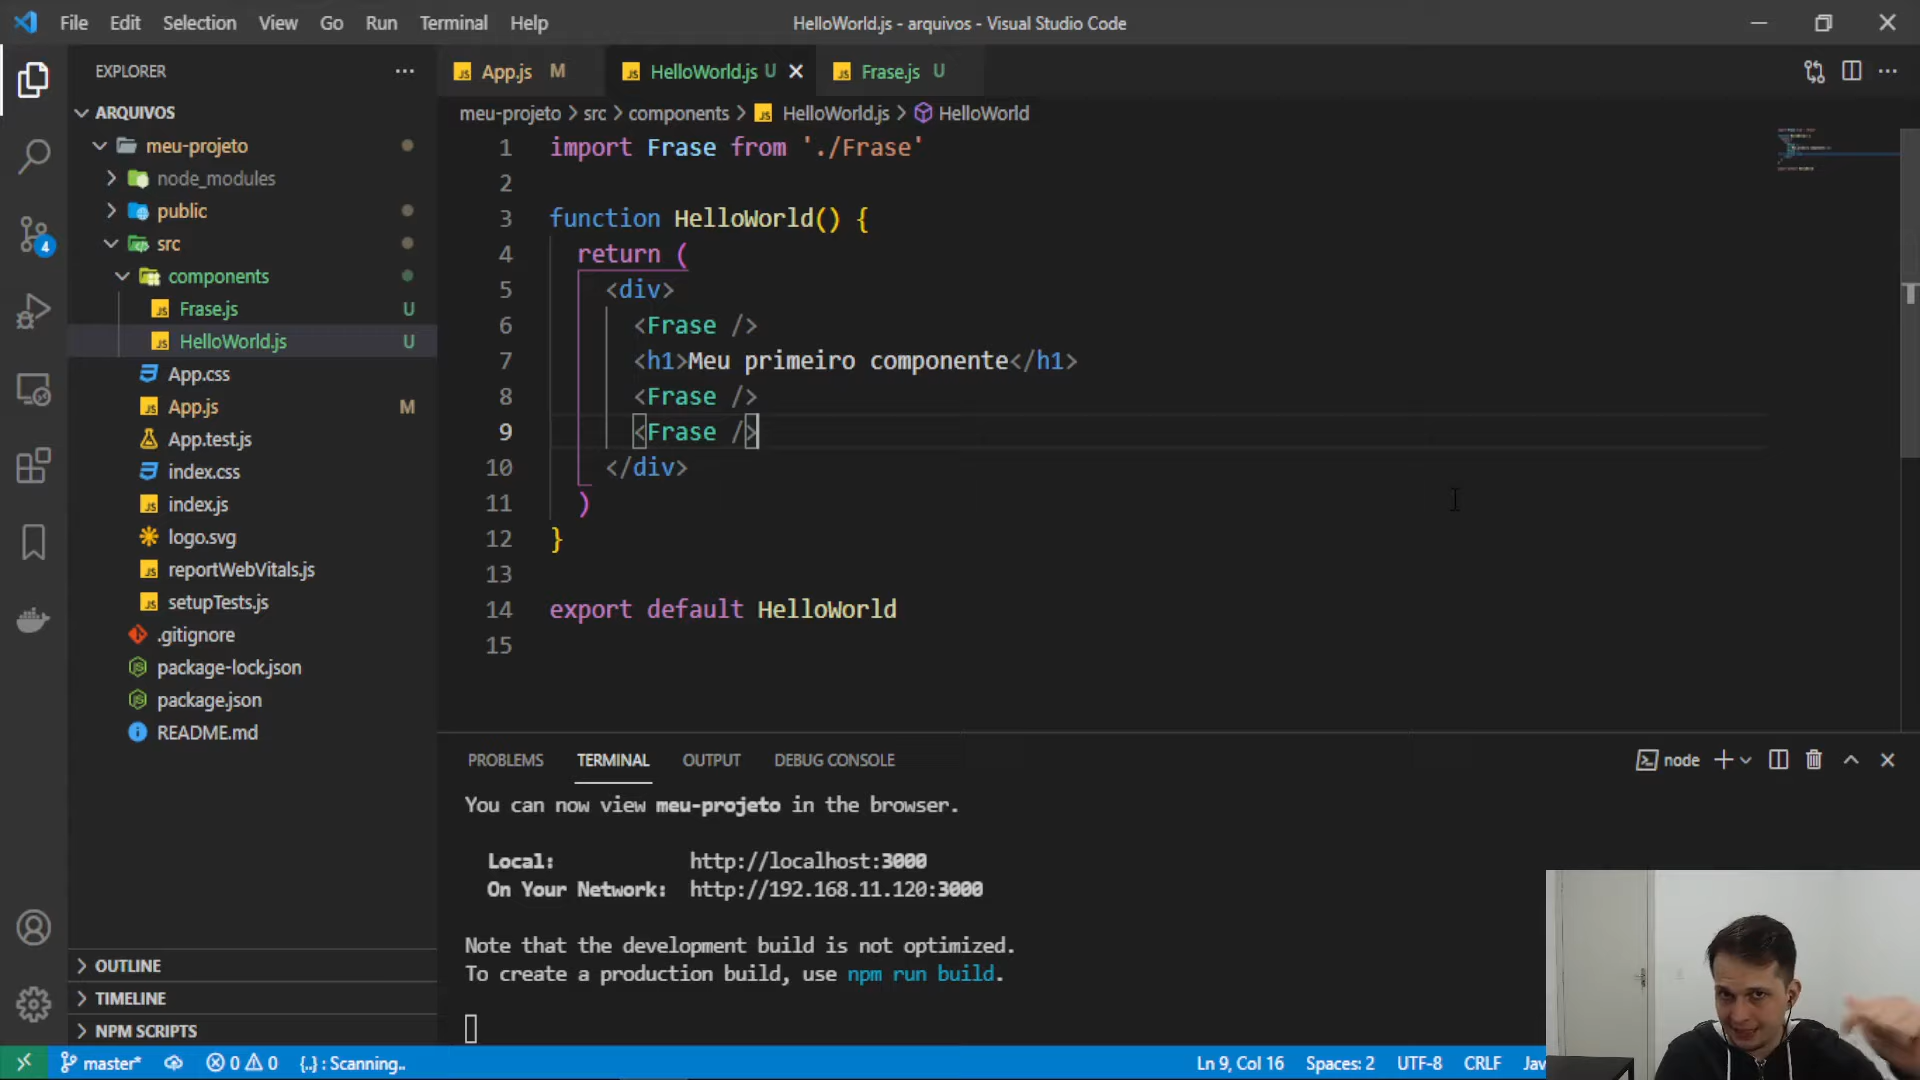 File Edit Selection View Go Run Terminal Help
HelloWorld.js - arquivos - Visual Studio Code
EXPLORER
ARQUIVOS
meu-projeto
node_modules
public
src
components
Frase.js U
HelloWorld.js U
App.css
App.js M
App.test.js
index.css
index.js
logo.svg
reportWebVitals.js
setupTests.js
.gitignore
package-lock.json
package.json
README.md
OUTLINE
TIMELINE
NPM SCRIPTS
4
App.js M HelloWorld.js U Frase.js U
meu-projeto > src > components > HelloWorld.js > HelloWorld
1 import Frase from './Frase'
2
3 function HelloWorld() {
4 return (
5 <div>
6 <Frase />
7 <h1>Meu primeiro componente</h1>
8 <Frase />
9 <Frase />
10 </div>
11 )
12 }
13
14 export default HelloWorld
15
PROBLEMS TERMINAL OUTPUT DEBUG CONSOLE
node
You can now view meu-projeto in the browser.
Local: http://localhost:3000
On Your Network: http://192.168.11.120:3000
Note that the development build is not optimized.
To create a production build, use npm run build.
master* 0 0 {..} : Scanning.. Ln 9, Col 16 Spaces: 2 UTF-8 CRLF Jav